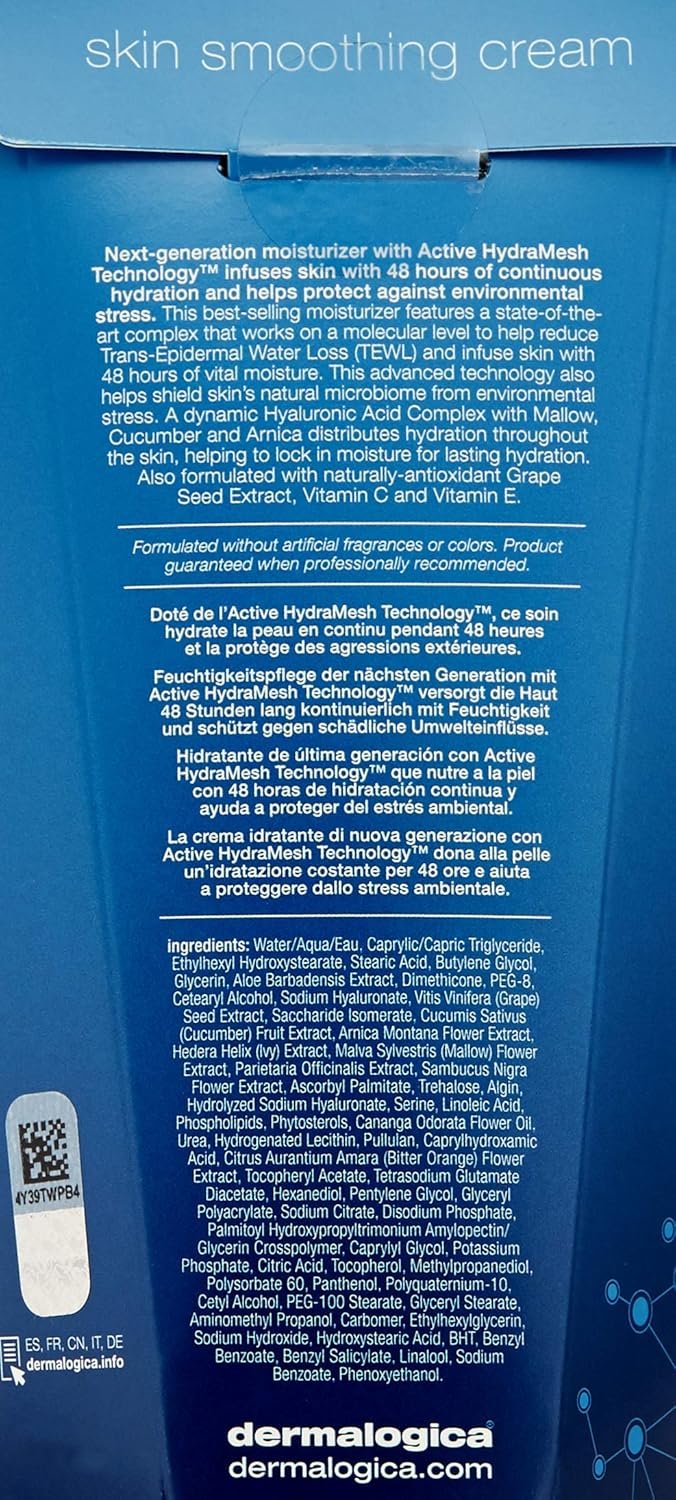 skin smoothing cream
Next-generation moisturizer with Active HydraMesh
Technology™ infuses skin with 48 hours of continuous
hydration and helps protect against environmental
stress. This best-selling moisturizer features a state-of-the-
art complex that works on a molecular level to help reduce
Trans-Epidermal Water Loss (TEWL) and infuse skin with
48 hours of vital moisture. This advanced technology also
helps shield skin's natural microbiome from environmental
stress. A dynamic Hyaluronic Acid Complex with Mallow,
Cucumber and Arnica distributes hydration throughout
the skin, helping to lock in moisture for lasting hydration.
Also formulated with naturally-antioxidant Grape
Seed Extract, Vitamin C and Vitamin E.
Formulated without artificial fragrances or colors. Product
guaranteed when professionally recommended.
Doté de l'Active HydraMesh Technology™, ce soin
hydrate la peau en continu pendant 48 heures
et la protège des agressions extérieures.
Feuchtigkeitspflege der nächsten Generation mit
Active HydraMesh Technology™ versorgt die Haut
48 Stunden lang kontinuierlich mit Feuchtigkeit
und schützt gegen schädliche Umwelteinflüsse.
Hidratante de última generación con Active
HydraMesh Technology™ que nutre a la piel
con 48 horas de hidratación continua y
ayuda a proteger del estrés ambiental.
La crema idratante di nuova generazione con
Active HydraMesh Technology™ dona alla pelle
un'idratazione costante per 48 ore e aiuta
a proteggere dallo stress ambientale.
ingredients: Water/Aqua/Eau, Caprylic/Capric Triglyceride,
Ethylhexyl Hydroxystearate, Stearic Acid, Butylene Glycol,
Glycerin, Aloe Barbadensis Extract, Dimethicone, PEG-8,
Cetearyl Alcohol, Sodium Hyaluronate, Vitis Vinifera (Grape)
Seed Extract, Saccharide Isomerate, Cucumis Sativus
(Cucumber) Fruit Extract, Arnica Montana Flower Extract,
Hedera Helix (Ivy) Extract, Malva Sylvestris (Mallow) Flower
Extract, Parietaria Officinalis Extract, Sambucus Nigra
Flower Extract, Ascorbyl Palmitate, Trehalose, Algin,
Hydrolyzed Sodium Hyaluronate, Serine, Linoleic Acid,
Phospholipids, Phytosterols, Cananga Odorata Flower Oil,
Urea, Hydrogenated Lecithin, Pullulan, Caprylhydroxamic
Acid, Citrus Aurantium Amara (Bitter Orange) Flower
Extract, Tocopheryl Acetate, Tetrasodium Glutamate
Diacetate, Hexanediol, Pentylene Glycol, Glyceryl
Polyacrylate, Sodium Citrate, Disodium Phosphate,
Palmitoyl Hydroxypropyltrimonium Amylopectin/
Glycerin Crosspolymer, Caprylyl Glycol, Potassium
Phosphate, Citric Acid, Tocopherol, Methylpropanediol,
Polysorbate 60, Panthenol, Polyquaternium-10,
Cetyl Alcohol, PEG-100 Stearate, Glyceryl Stearate,
Aminomethyl Propanol, Carbomer, Ethylhexylglycerin,
Sodium Hydroxide, Hydroxystearic Acid, BHT, Benzyl
Benzoate, Benzyl Salicylate, Linalool, Sodium
Benzoate, Phenoxyethanol.
4Y39TWPB4
ES, FR, CN, IT, DE
dermalogica.info
dermalogica®
dermalogica.com